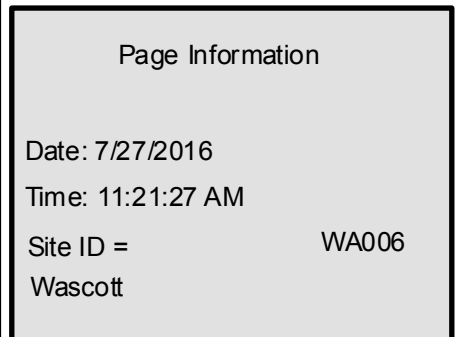 Page Information
Date: 7/27/2016
Time: 11:21:27 AM
Site ID = WA006
Wascott